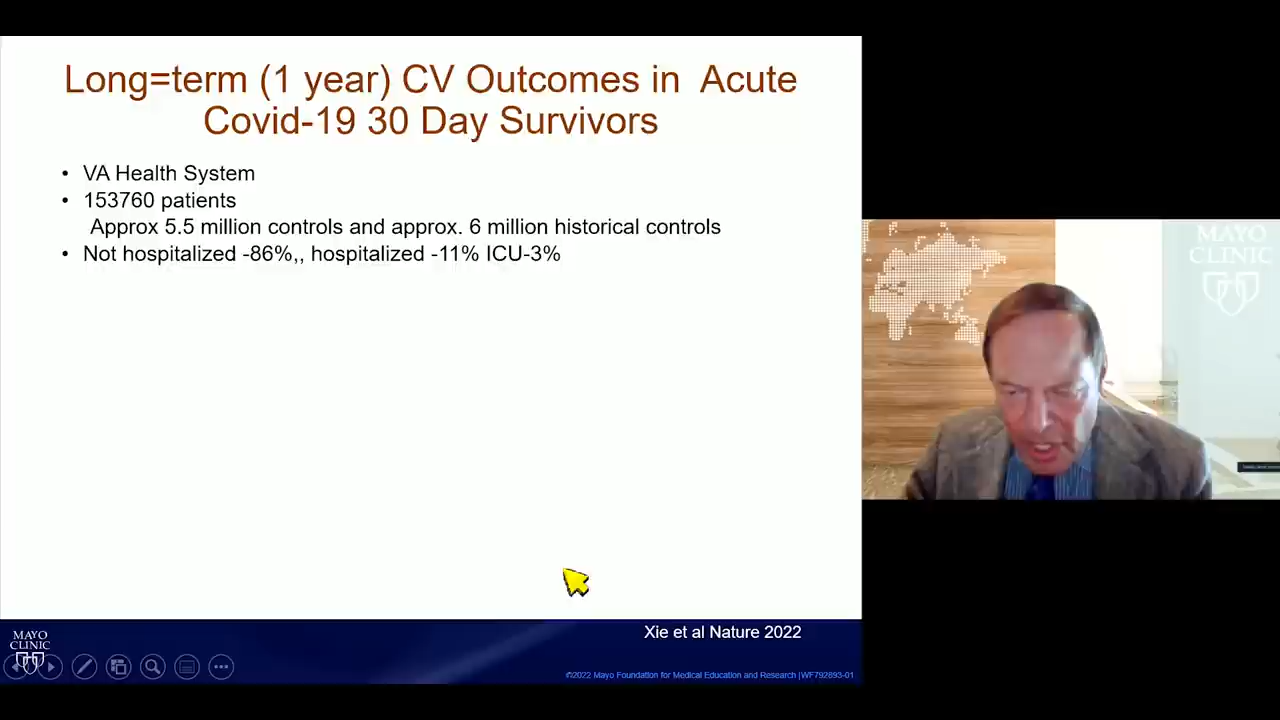 Long=term (1 year) CV Outcomes in Acute
Covid-19 30 Day Survivors
• VA Health System
• 153760 patients
Approx 5.5 million controls and approx. 6 million historical controls
• Not hospitalized -86%,, hospitalized -11% ICU-3%
Xie et al Nature 2022
©2022 Mayo Foundation for Medical Education and Research |WF792693-01
MAYO
CLINIC
MAYO
CLINIC